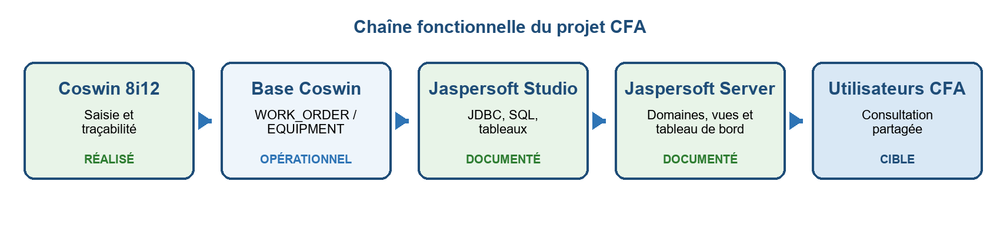 Chaîne fonctionnelle du projet CFA
Coswin 8i12
Saisie et
traçabilité
RÉALISÉ
Base Coswin
WORK_ORDER /
EQUIPMENT
OPÉRATIONNEL
Jaspersoft Studio
JDBC, SQL,
tableaux
DOCUMENTÉ
Jaspersoft Server
Domaines, vues et
tableau de bord
DOCUMENTÉ
Utilisateurs CFA
Consultation
partagée
CIBLE